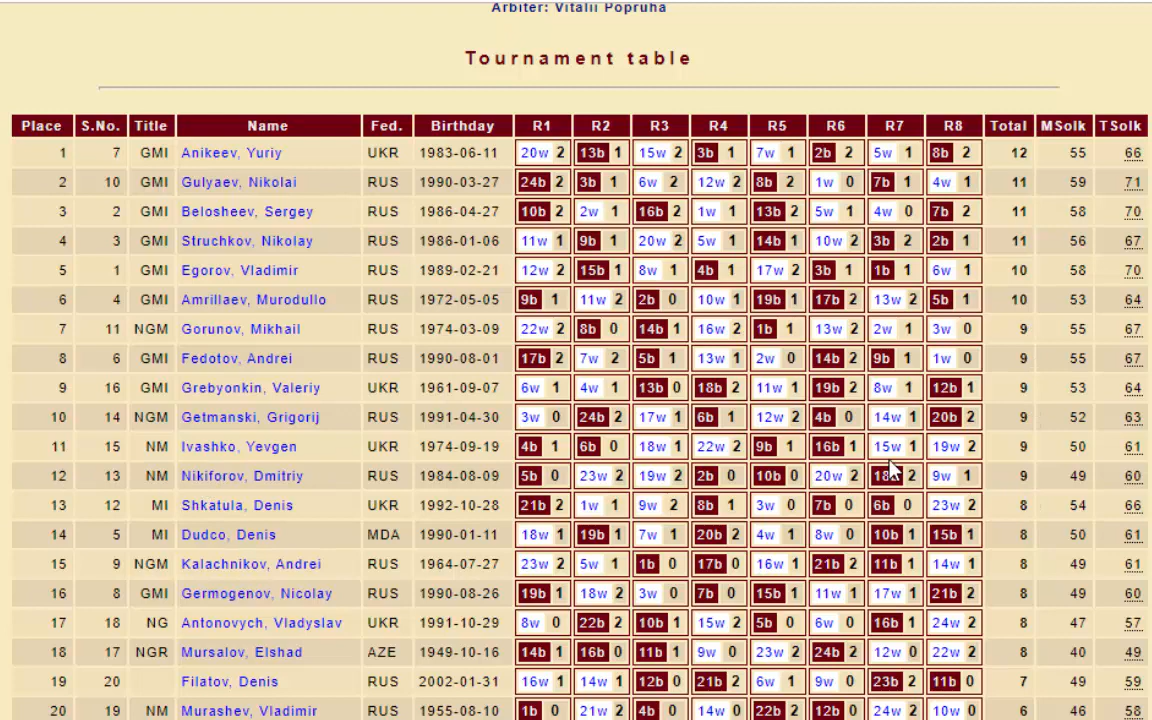 Arbiter: Vitalii Popruha
Tournament table
Place S.No. Title Name Fed. Birthday R1 R2 R3 R4 R5 R6 R7 R8 Total MSolk TSolk
1 7 GMI Anikeev, Yuriy UKR 1983-06-11 20w 2 13b 1 15w 2 3b 1 7w 1 2b 2 5w 1 8b 2 12 55 66
2 10 GMI Gulyaev, Nikolai RUS 1990-03-27 24b 2 3b 1 6w 2 12w 2 8b 2 1w 0 7b 1 4w 1 11 59 71
3 2 GMI Belosheev, Sergey RUS 1986-04-27 10b 2 2w 1 16b 2 1w 1 13b 2 5w 1 4w 0 7b 2 11 58 70
4 3 GMI Struchkov, Nikolay RUS 1986-01-06 11w 1 9b 1 20w 2 5w 1 14b 1 10w 2 3b 2 2b 1 11 56 67
5 1 GMI Egorov, Vladimir RUS 1989-02-21 12w 2 15b 1 8w 1 4b 1 17w 2 3b 1 1b 1 6w 1 10 58 70
6 4 GMI Amrillaev, Murodullo RUS 1972-05-05 9b 1 11w 2 2b 0 10w 1 19b 1 17b 2 13w 2 5b 1 10 53 64
7 11 NGM Gorunov, Mikhail RUS 1974-03-09 22w 2 8b 0 14b 1 16w 2 1b 1 13w 2 2w 1 3w 0 9 55 67
8 6 GMI Fedotov, Andrei RUS 1990-08-01 17b 2 7w 2 5b 1 13w 1 2w 0 14b 2 9b 1 1w 0 9 55 67
9 16 GMI Grebyonkin, Valeriy UKR 1961-09-07 6w 1 4w 1 13b 0 18b 2 11w 1 19b 2 8w 1 12b 1 9 53 64
10 14 NGM Getmanski, Grigorij RUS 1991-04-30 3w 0 24b 2 17w 1 6b 1 12w 2 4b 0 14w 1 20b 2 9 52 63
11 15 NM Ivashko, Yevgen UKR 1974-09-19 4b 1 6b 0 18w 1 22w 2 9b 1 16b 1 15w 1 19w 2 9 50 61
12 13 NM Nikiforov, Dmitriy RUS 1984-08-09 5b 0 23w 2 19w 2 2b 0 10b 0 20w 2 18b 2 9w 1 9 49 60
13 12 MI Shkatula, Denis UKR 1992-10-28 21b 2 1w 1 9w 2 8b 1 3w 0 7b 0 6b 0 23w 2 8 54 66
14 5 MI Dudco, Denis MDA 1990-01-11 18w 1 19b 1 7w 1 20b 2 4w 1 8w 0 10b 1 15b 1 8 50 61
15 9 NGM Kalachnikov, Andrei RUS 1964-07-27 23w 2 5w 1 1b 0 17b 0 16w 1 21b 2 11b 1 14w 1 8 49 61
16 8 GMI Germogenov, Nicolay RUS 1990-08-26 19b 1 18w 2 3w 0 7b 0 15b 1 11w 1 17w 1 21b 2 8 49 60
17 18 NG Antonovych, Vladyslav UKR 1991-10-29 8w 0 22b 2 10b 1 15w 2 5b 0 6w 0 16b 1 24w 2 8 47 57
18 17 NGR Mursalov, Elshad AZE 1949-10-16 14b 1 16b 0 11b 1 9w 0 23w 2 24b 2 12w 0 22w 2 8 40 49
19 20 Filatov, Denis RUS 2002-01-31 16w 1 14w 1 12b 0 21b 2 6w 1 9w 0 23b 2 11b 0 7 49 59
20 19 NM Murashev, Vladimir RUS 1955-08-10 1b 0 21w 2 4b 0 14w 0 22b 2 12b 0 24w 2 10w 0 6 46 58